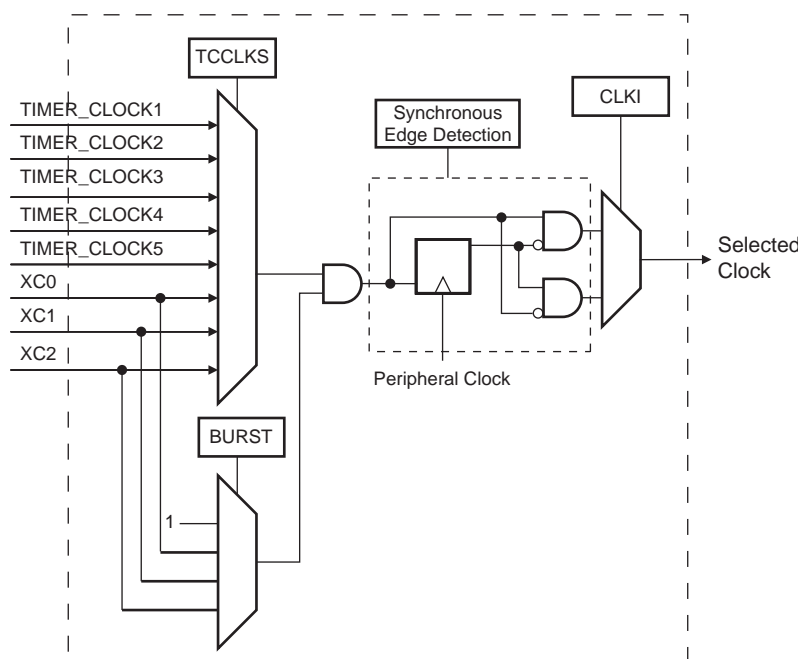 TCCLKS
TIMER_CLOCK1
TIMER_CLOCK2
TIMER_CLOCK3
TIMER_CLOCK4
TIMER_CLOCK5
XC0
XC1
XC2
Synchronous
Edge Detection
CLKI
Selected
Clock
Peripheral Clock
BURST
1